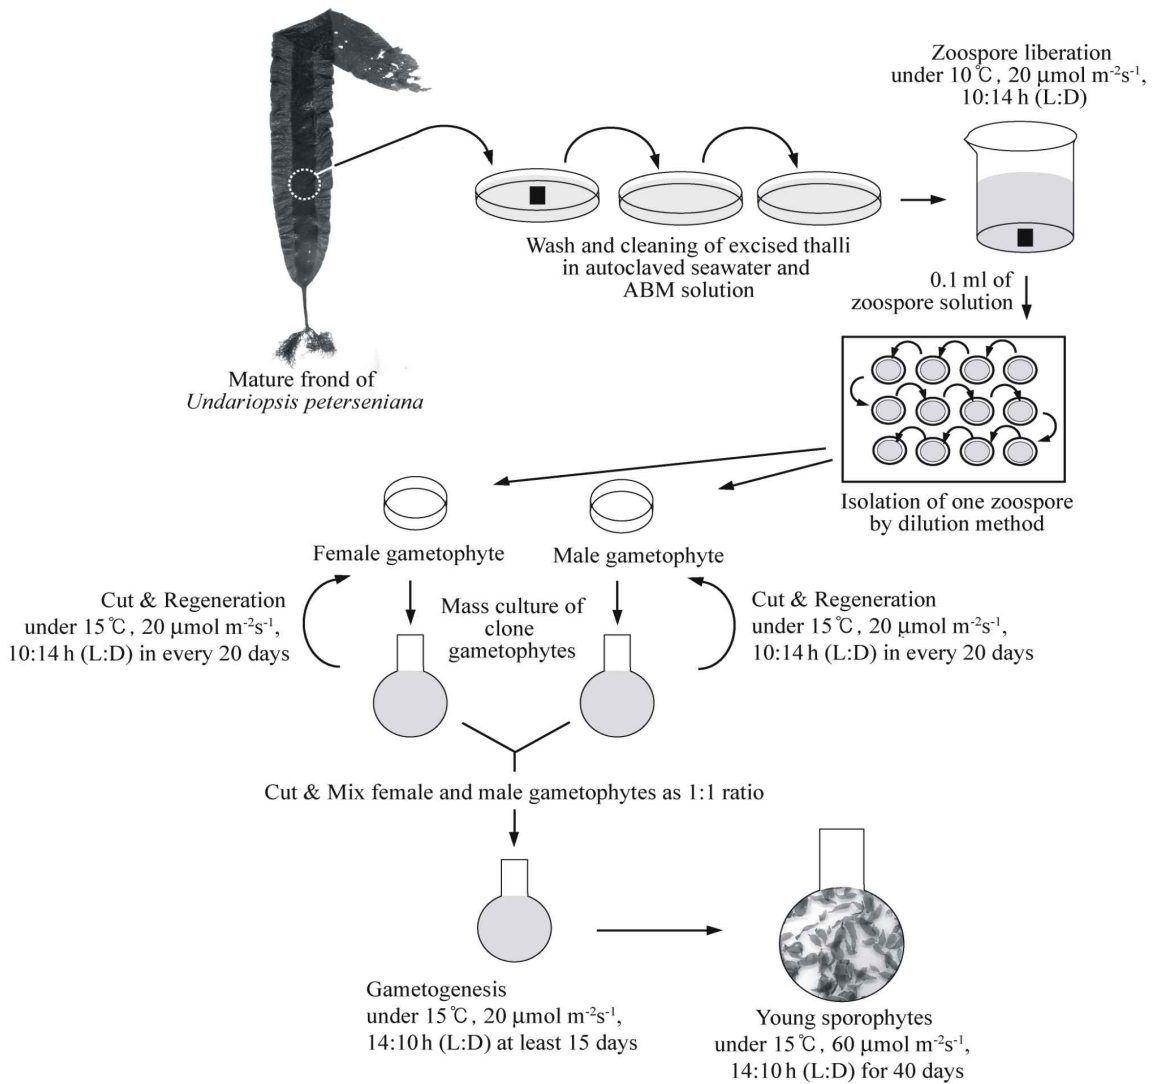 Zoospore liberation
under 10℃, 20 μmol m⁻²s⁻¹,
10:14 h (L:D)
Wash and cleaning of excised thalli
in autoclaved seawater and
ABM solution
0.1 ml of
zoospore solution
Mature frond of
Undariopsis peterseniana
Isolation of one zoospore
by dilution method
Female gametophyte
Male gametophyte
Cut & Regeneration
under 15℃, 20 μmol m⁻²s⁻¹,
10:14 h (L:D) in every 20 days
Mass culture of
clone
gametophytes
Cut & Regeneration
under 15℃, 20 μmol m⁻²s⁻¹,
10:14 h (L:D) in every 20 days
Cut & Mix female and male gametophytes as 1:1 ratio
Gametogenesis
under 15℃, 20 μmol m⁻²s⁻¹,
14:10 h (L:D) at least 15 days
Young sporophytes
under 15℃, 60 μmol m⁻²s⁻¹,
14:10 h (L:D) for 40 days